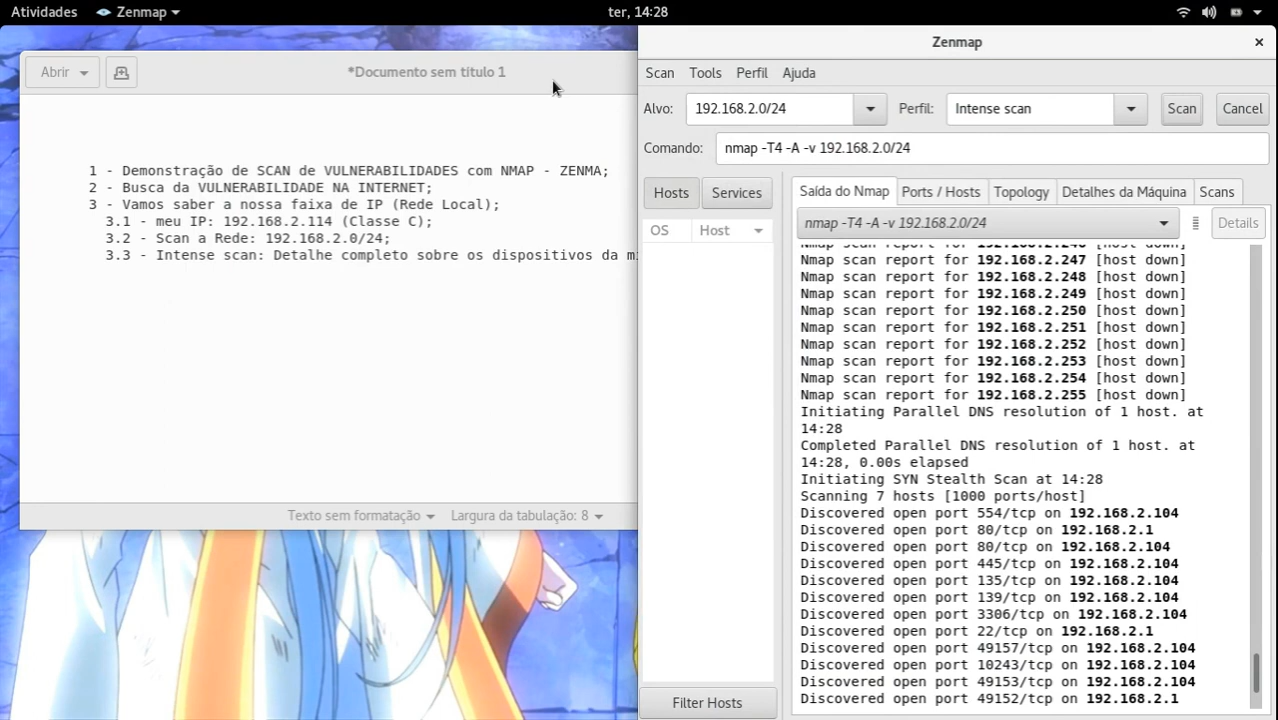 Atividades Zenmap ter, 14:28
Abrir *Documento sem título 1
1 - Demonstração de SCAN de VULNERABILIDADES com NMAP - ZENMA;
2 - Busca da VULNERABILIDADE NA INTERNET;
3 - Vamos saber a nossa faixa de IP (Rede Local);
3.1 - meu IP: 192.168.2.114 (Classe C);
3.2 - Scan a Rede: 192.168.2.0/24;
3.3 - Intense scan: Detalhe completo sobre os dispositivos da
Texto sem formatação Largura da tabulação: 8
Zenmap
Scan Tools Perfil Ajuda
Alvo: 192.168.2.0/24 Perfil: Intense scan Scan Cancel
Comando: nmap -T4 -A -v 192.168.2.0/24
Hosts Services
OS Host
Filter Hosts
Saída do Nmap Ports / Hosts Topology Detalhes da Máquina Scans
nmap -T4 -A -v 192.168.2.0/24 Details
Nmap scan report for 192.168.2.246 [host down]
Nmap scan report for 192.168.2.247 [host down]
Nmap scan report for 192.168.2.248 [host down]
Nmap scan report for 192.168.2.249 [host down]
Nmap scan report for 192.168.2.250 [host down]
Nmap scan report for 192.168.2.251 [host down]
Nmap scan report for 192.168.2.252 [host down]
Nmap scan report for 192.168.2.253 [host down]
Nmap scan report for 192.168.2.254 [host down]
Nmap scan report for 192.168.2.255 [host down]
Initiating Parallel DNS resolution of 1 host. at
14:28
Completed Parallel DNS resolution of 1 host. at
14:28, 0.00s elapsed
Initiating SYN Stealth Scan at 14:28
Scanning 7 hosts [1000 ports/host]
Discovered open port 554/tcp on 192.168.2.104
Discovered open port 80/tcp on 192.168.2.1
Discovered open port 80/tcp on 192.168.2.104
Discovered open port 445/tcp on 192.168.2.104
Discovered open port 135/tcp on 192.168.2.104
Discovered open port 139/tcp on 192.168.2.104
Discovered open port 3306/tcp on 192.168.2.104
Discovered open port 22/tcp on 192.168.2.1
Discovered open port 49157/tcp on 192.168.2.104
Discovered open port 10243/tcp on 192.168.2.104
Discovered open port 49153/tcp on 192.168.2.104
Discovered open port 49152/tcp on 192.168.2.1